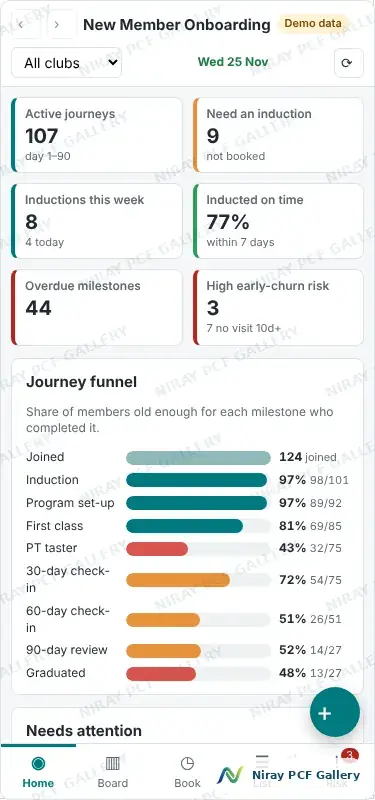 ‹ › New Member Onboarding Demo data
All clubs Wed 25 Nov ⟳
Active journeys
107
day 1–90
Need an induction
9
not booked
Inductions this week
8
4 today
Inducted on time
77%
within 7 days
Overdue milestones
44
High early-churn risk
3
7 no visit 10d+
Journey funnel
Share of members old enough for each milestone who
completed it.
Joined 124 joined
Induction 97% 98/101
Program set-up 97% 89/92
First class 81% 69/85
PT taster 43% 32/75
30-day check-
in 72% 54/75
60-day check-
in 51% 26/51
90-day review 52% 14/27
Graduated 48% 13/27
+
Needs attention
3
Home Board Book List Risk
Niray PCF Gallery
NIRAY PCF GALLERY